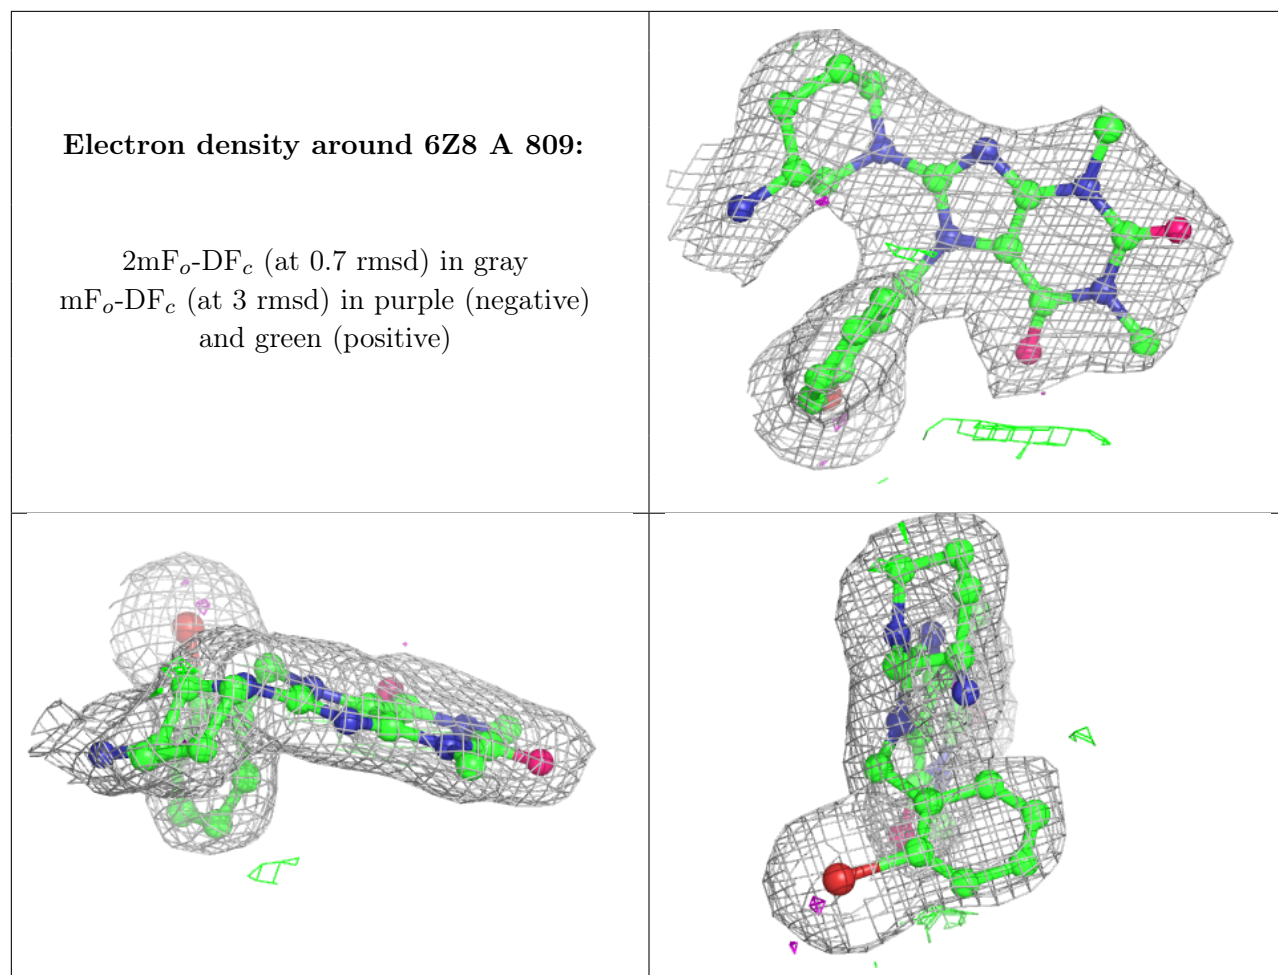 Electron density around 6Z8 A 809:
2mFₒ-DF𝒸 (at 0.7 rmsd) in gray
mFₒ-DF𝒸 (at 3 rmsd) in purple (negative)
and green (positive)